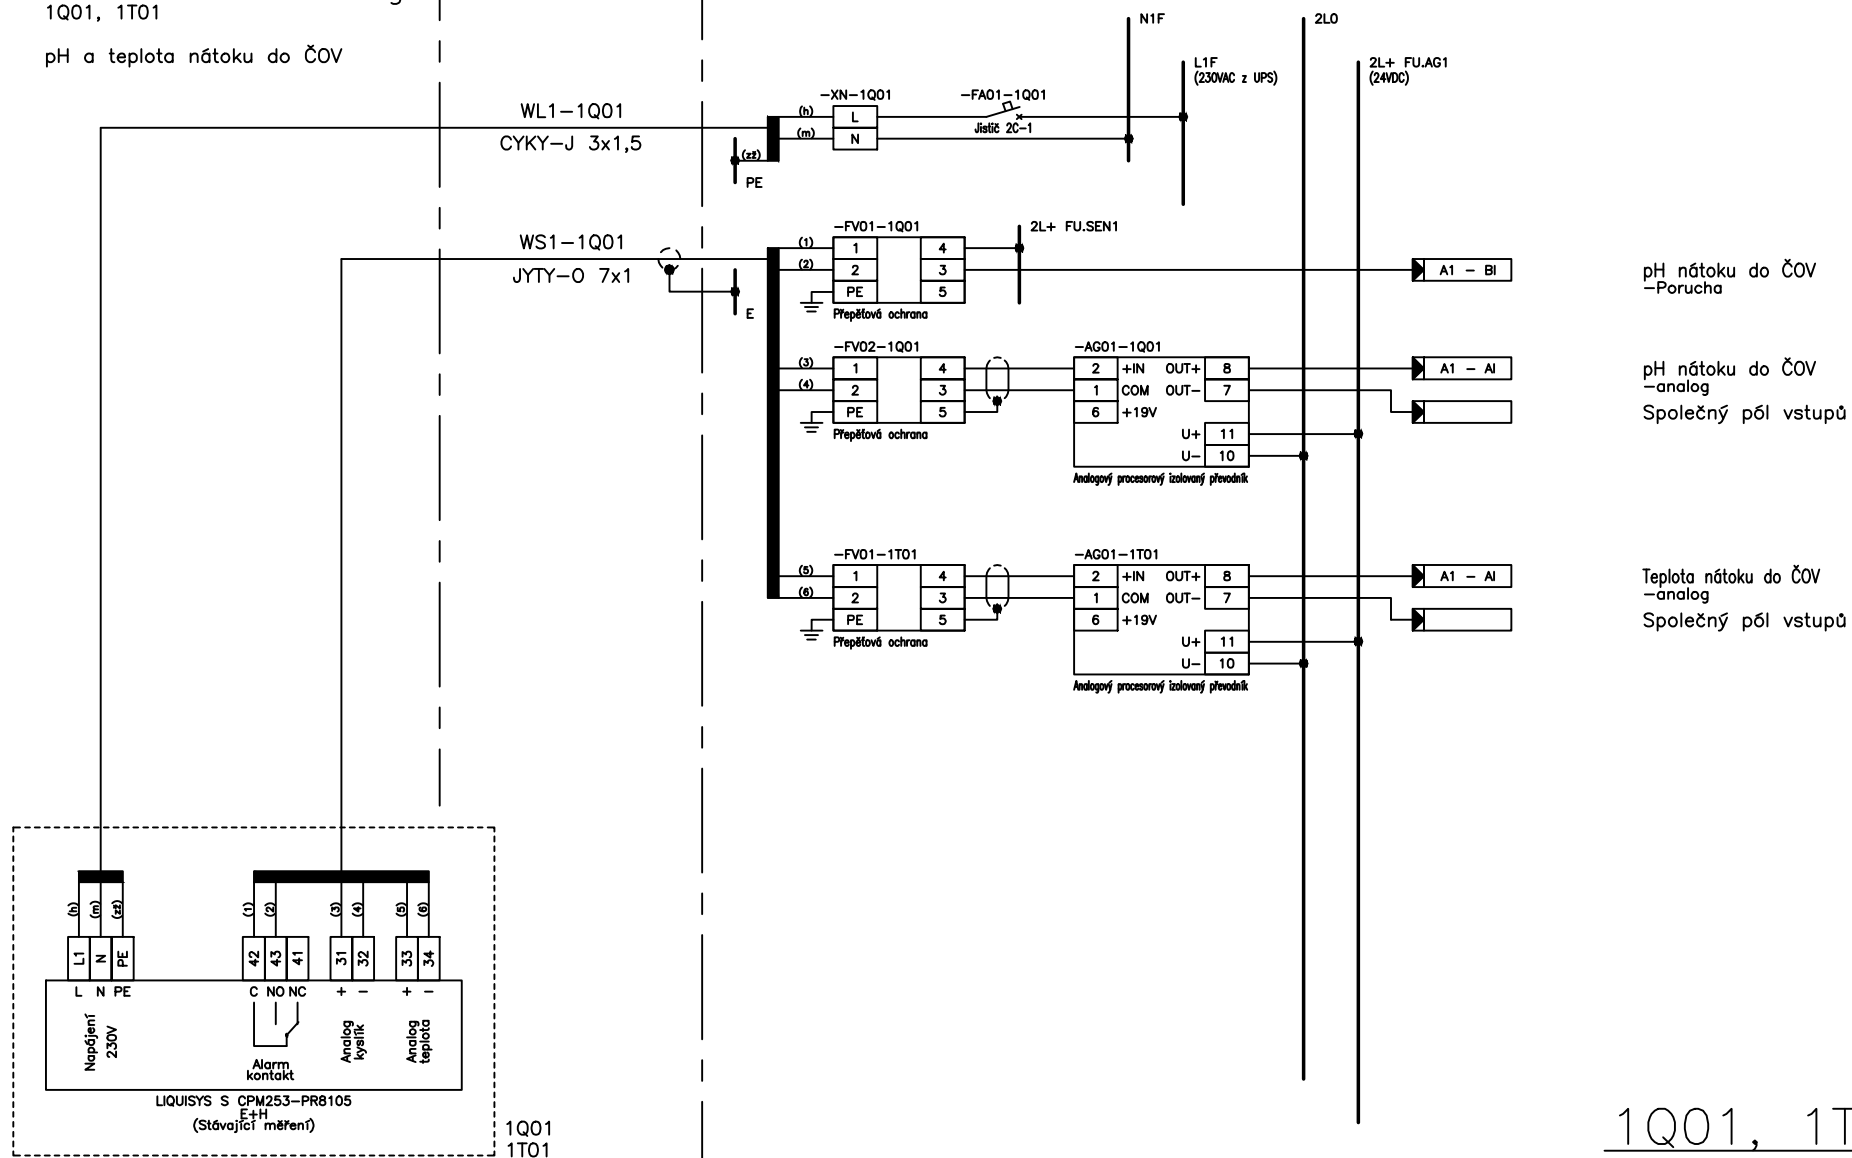 1Q01, 1T01
pH a teplota nátoku do ČOV
N1F
2L0
L1F
(230VAC z UPS)
2L+ FU.AG1
(24VDC)
WL1-1Q01
CYKY-J 3x1,5
(h)
(m)
(zž)
PE
-XN-1Q01
L
N
-FA01-1Q01
Jistič 2C-1
WS1-1Q01
JYTY-O 7x1
E
(1)
(2)
-FV01-1Q01
1 4
2 3
PE 5
Přepěťová ochrana
2L+ FU.SEN1
A1 - BI
pH nátoku do ČOV
-Porucha
(3)
(4)
-FV02-1Q01
1 4
2 3
PE 5
Přepěťová ochrana
-AG01-1Q01
2 +IN OUT+ 8
1 COM OUT- 7
6 +19V
U+ 11
U- 10
Analogový procesorový izolovaný převodník
A1 - AI
pH nátoku do ČOV
-analog
Společný pól vstupů
(5)
(6)
-FV01-1T01
1 4
2 3
PE 5
Přepěťová ochrana
-AG01-1T01
2 +IN OUT+ 8
1 COM OUT- 7
6 +19V
U+ 11
U- 10
Analogový procesorový izolovaný převodník
A1 - AI
Teplota nátoku do ČOV
-analog
Společný pól vstupů
(h) (m) (zž)
(1) (2) (3) (4) (5) (6)
L1 N PE
42 43 41 31 32 33 34
L N PE
C NO NC + - + -
Napájení
230V
Alarm
kontakt
Analog
kyslík
Analog
teplota
LIQUISYS S CPM253-PR8105
E+H
(Stávající měření)
1Q01
1T01
1Q01, 1T